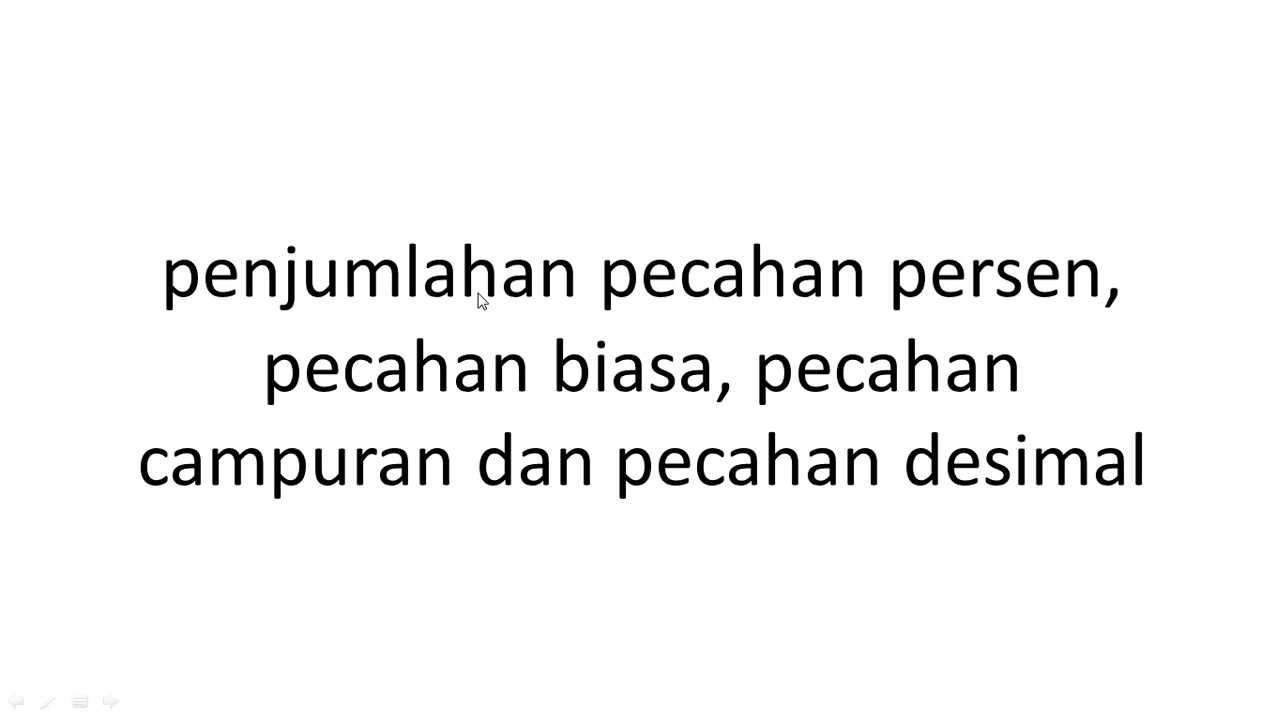 penjumlahan pecahan persen,
pecahan biasa, pecahan
campuran dan pecahan desimal